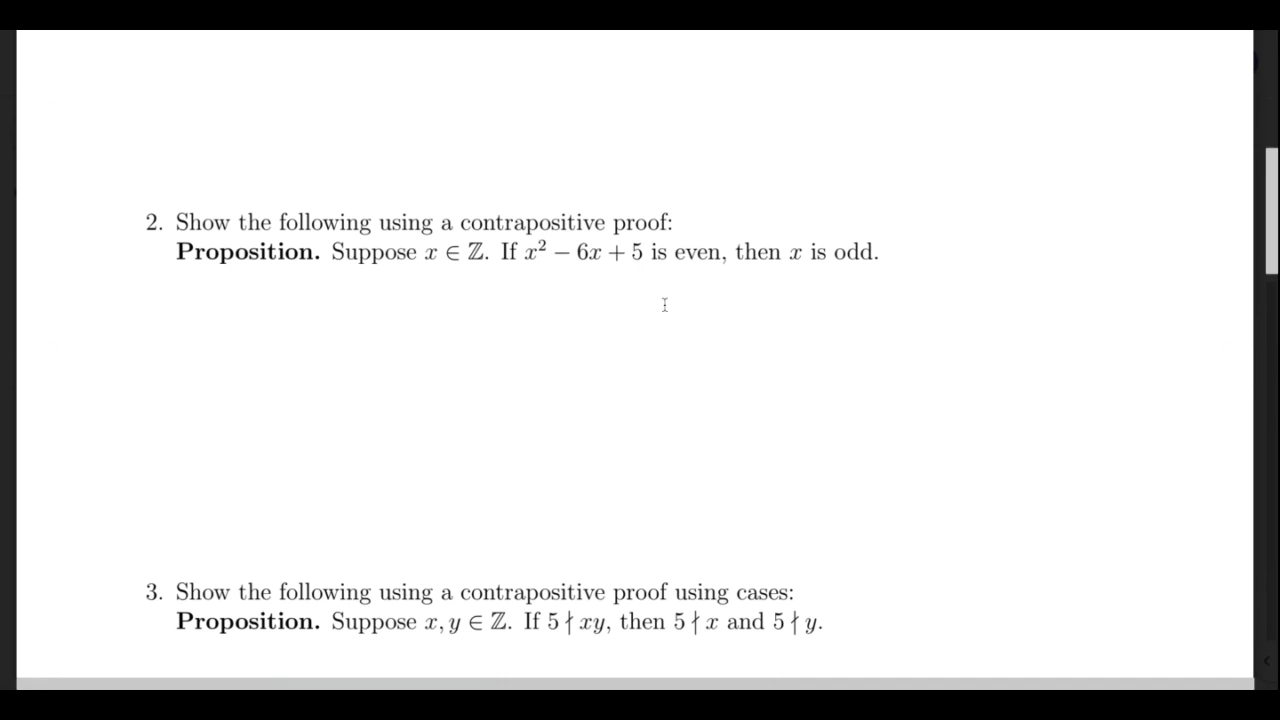 2. Show the following using a contrapositive proof:
Proposition. Suppose x ∈ ℤ. If x² − 6x + 5 is even, then x is odd.
3. Show the following using a contrapositive proof using cases:
Proposition. Suppose x, y ∈ ℤ. If 5 ∤ xy, then 5 ∤ x and 5 ∤ y.